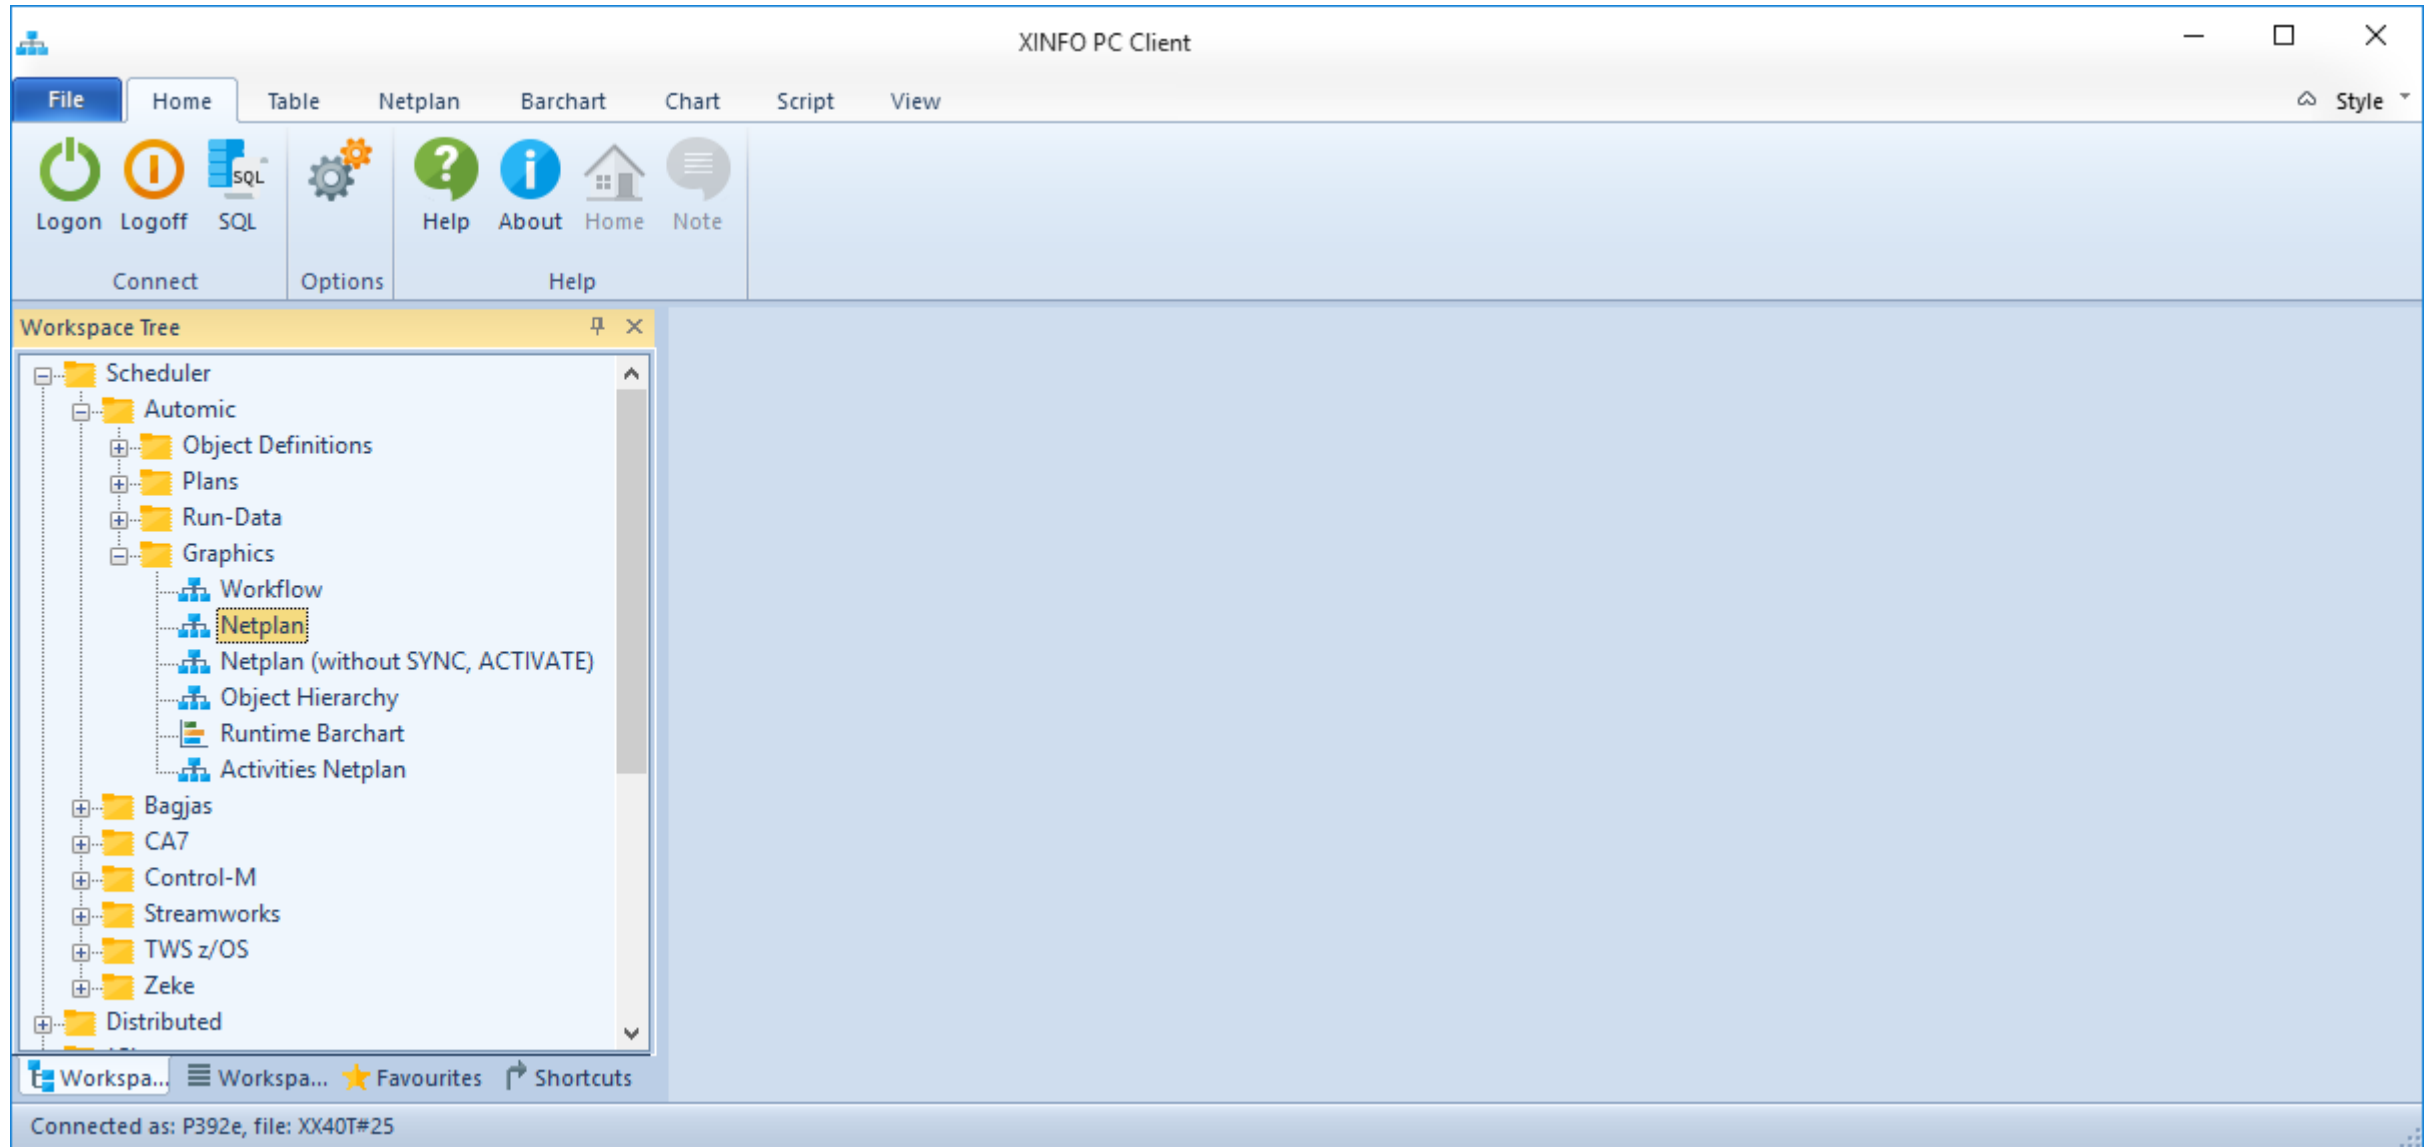 XINFO PC Client
File Home Table Netplan Barchart Chart Script View Style
SQL
Logon Logoff SQL Help About Home Note
Connect Options Help
Workspace Tree
Scheduler
Automic
Object Definitions
Plans
Run-Data
Graphics
Workflow
Netplan
Netplan (without SYNC, ACTIVATE)
Object Hierarchy
Runtime Barchart
Activities Netplan
Bagjas
CA7
Control-M
Streamworks
TWS z/OS
Zeke
Distributed
Workspa... Workspa... Favourites Shortcuts
Connected as: P392e, file: XX40T#25